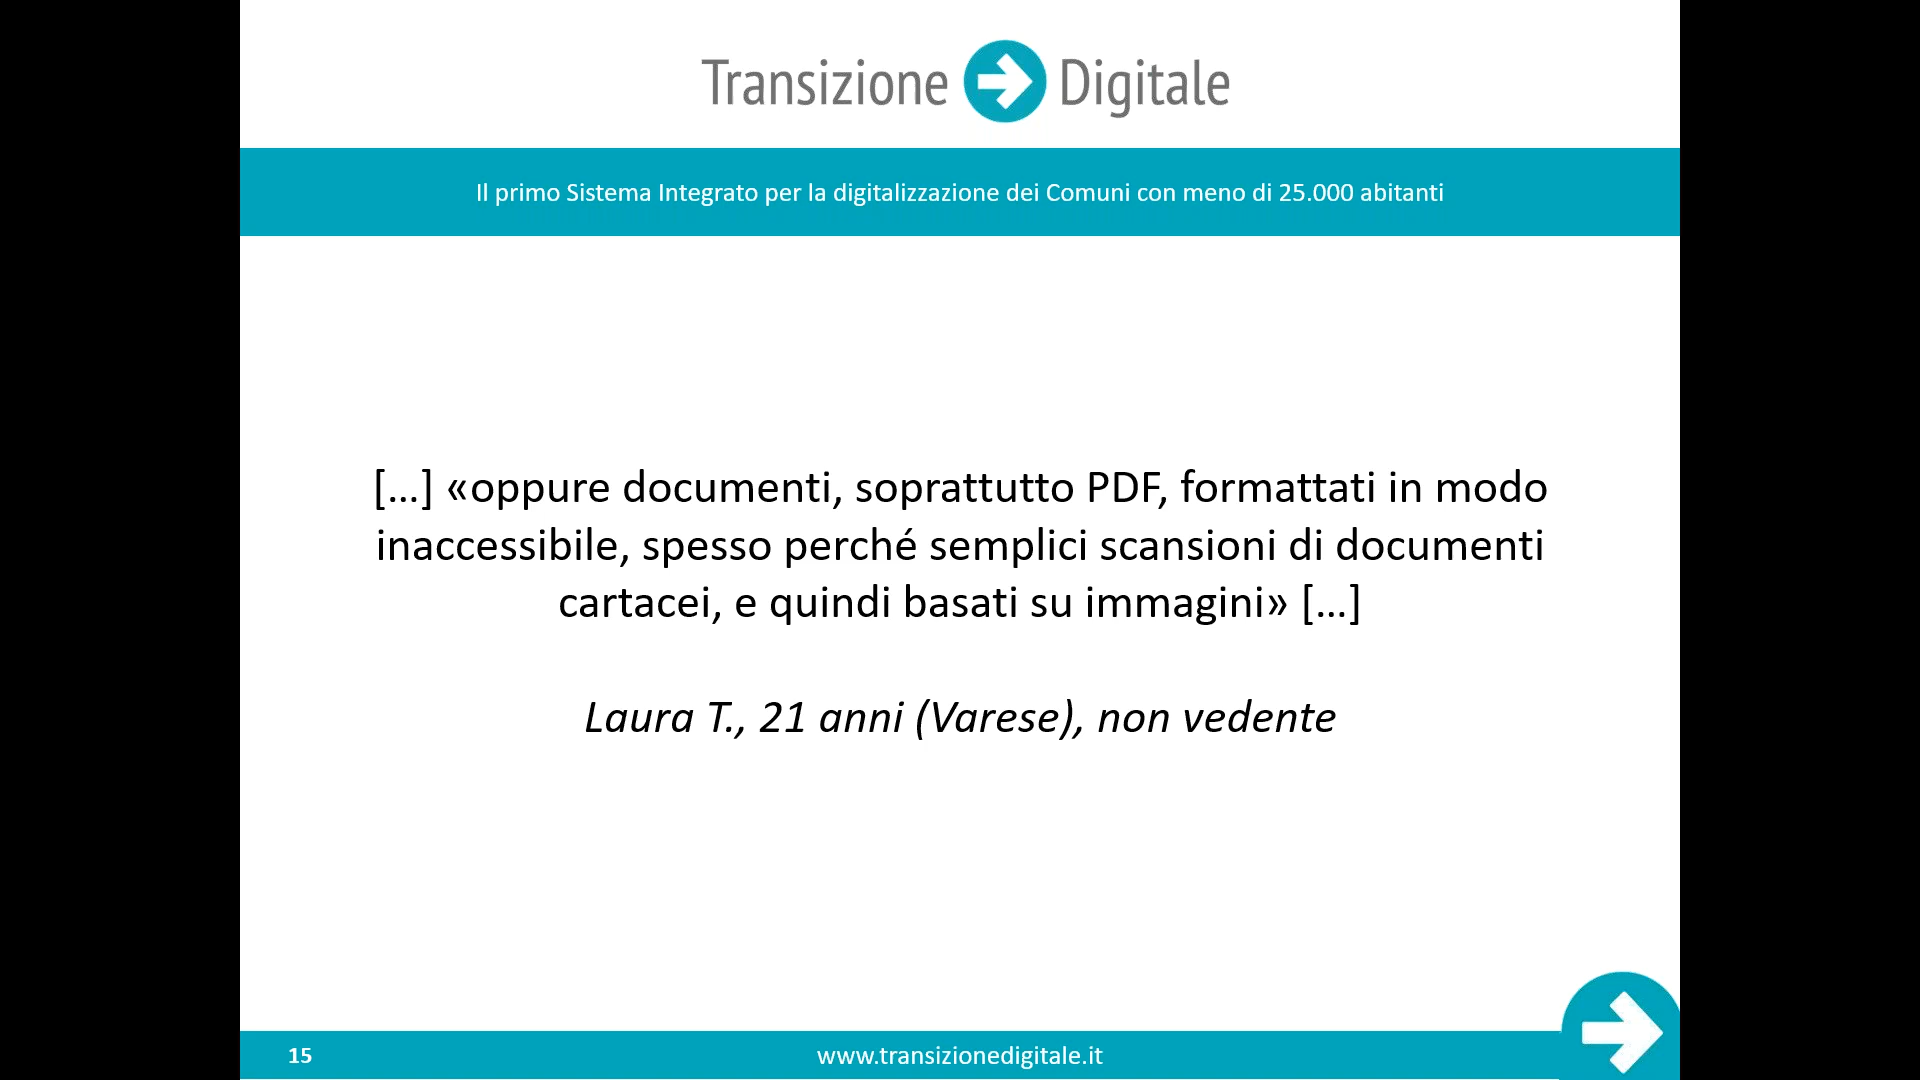 Transizione Digitale
Il primo Sistema Integrato per la digitalizzazione dei Comuni con meno di 25.000 abitanti
[...] «oppure documenti, soprattutto PDF, formattati in modo
inaccessibile, spesso perché semplici scansioni di documenti
cartacei, e quindi basati su immagini» [...]
Laura T., 21 anni (Varese), non vedente
15
www.transizionedigitale.it